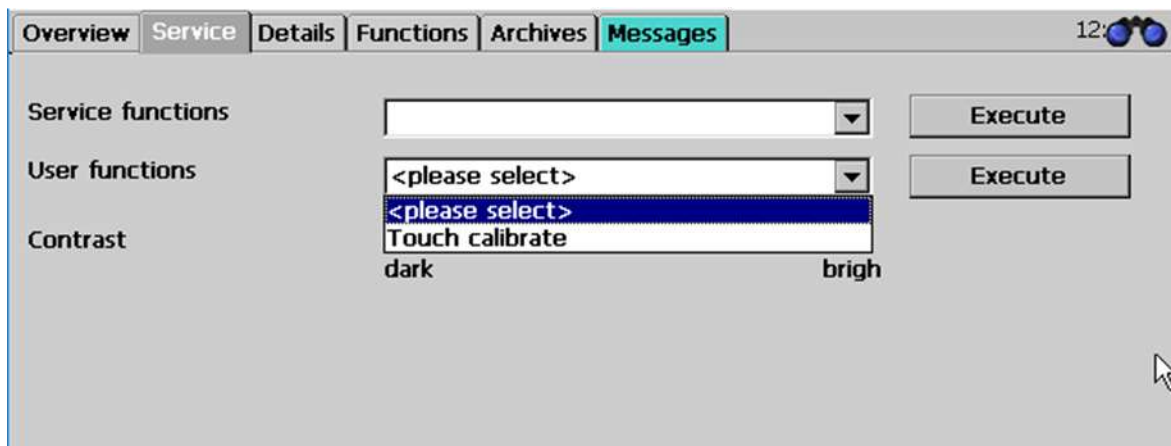 Overview Service Details Functions Archives Messages 12:
Service functions Execute
User functions <please select> Execute
<please select>
Contrast Touch calibrate
dark brigh